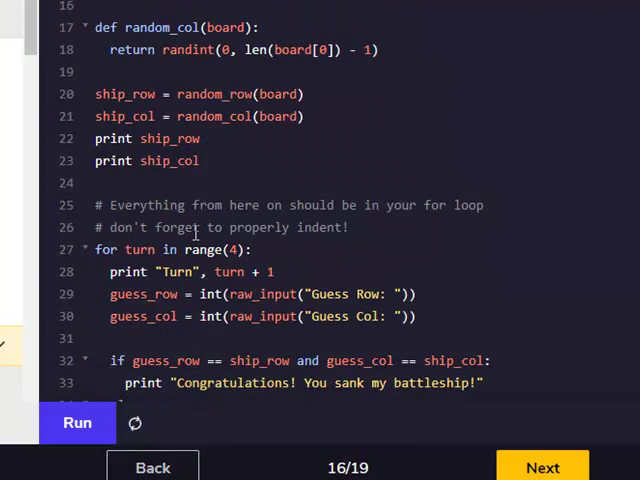 16
17 def random_col(board):
18 return randint(0, len(board[0]) - 1)
19
20 ship_row = random_row(board)
21 ship_col = random_col(board)
22 print ship_row
23 print ship_col
24
25 # Everything from here on should be in your for loop
26 # don't forget to properly indent!
27 for turn in range(4):
28 print "Turn", turn + 1
29 guess_row = int(raw_input("Guess Row: "))
30 guess_col = int(raw_input("Guess Col: "))
31
32 if guess_row == ship_row and guess_col == ship_col:
33 print "Congratulations! You sank my battleship!"
Run
Back 16/19 Next